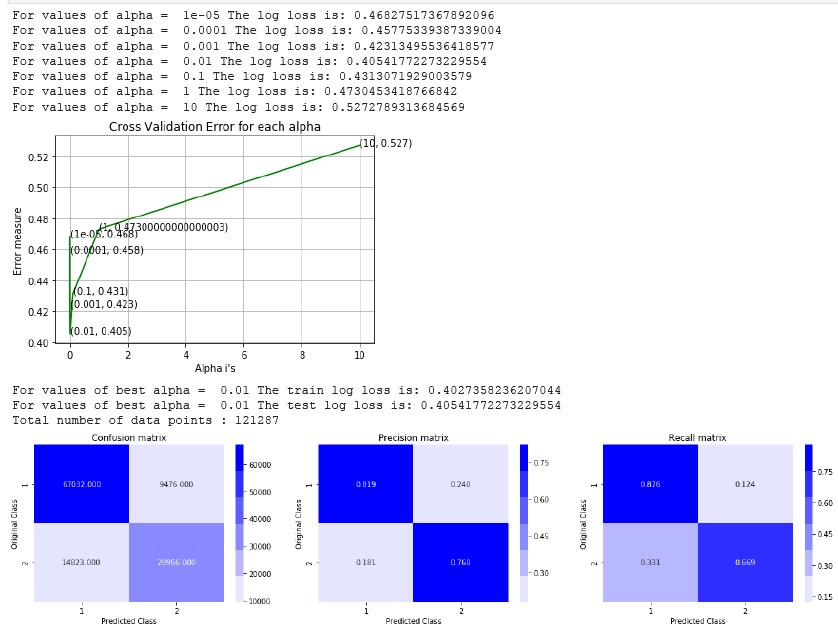 For values of alpha =  1e-05 The log loss is: 0.46827517367892096
For values of alpha =  0.0001 The log loss is: 0.45775339387339004
For values of alpha =  0.001 The log loss is: 0.42313495536418577
For values of alpha =  0.01 The log loss is: 0.40541772273229554
For values of alpha =  0.1 The log loss is: 0.4313071929003579
For values of alpha =  1 The log loss is: 0.4730453418766842
For values of alpha =  10 The log loss is: 0.5272789313684569
Cross Validation Error for each alpha
(10, 0.527)
0.52
0.50
0.48
(1, 0.47300000000000003)
(1e-05, 0.468)
0.46
(0.0001, 0.458)
0.44
(0.1, 0.431)
(0.001, 0.423)
0.42
(0.01, 0.405)
0.40
Error measure
0 2 4 6 8 10
Alpha i's
For values of best alpha =  0.01 The train log loss is: 0.4027358236207044
For values of best alpha =  0.01 The test log loss is: 0.40541772273229554
Total number of data points : 121287
Confusion matrix
Original Class
1
2
67032.000 9476.000
14823.000 29956.000
1 2
Predicted Class
60000
50000
40000
30000
20000
10000
Precision matrix
Original Class
1
2
0.819 0.240
0.181 0.760
1 2
Predicted Class
0.75
0.60
0.45
0.30
Recall matrix
Original Class
1
2
0.876 0.124
0.331 0.669
1 2
Predicted Class
0.75
0.60
0.45
0.30
0.15